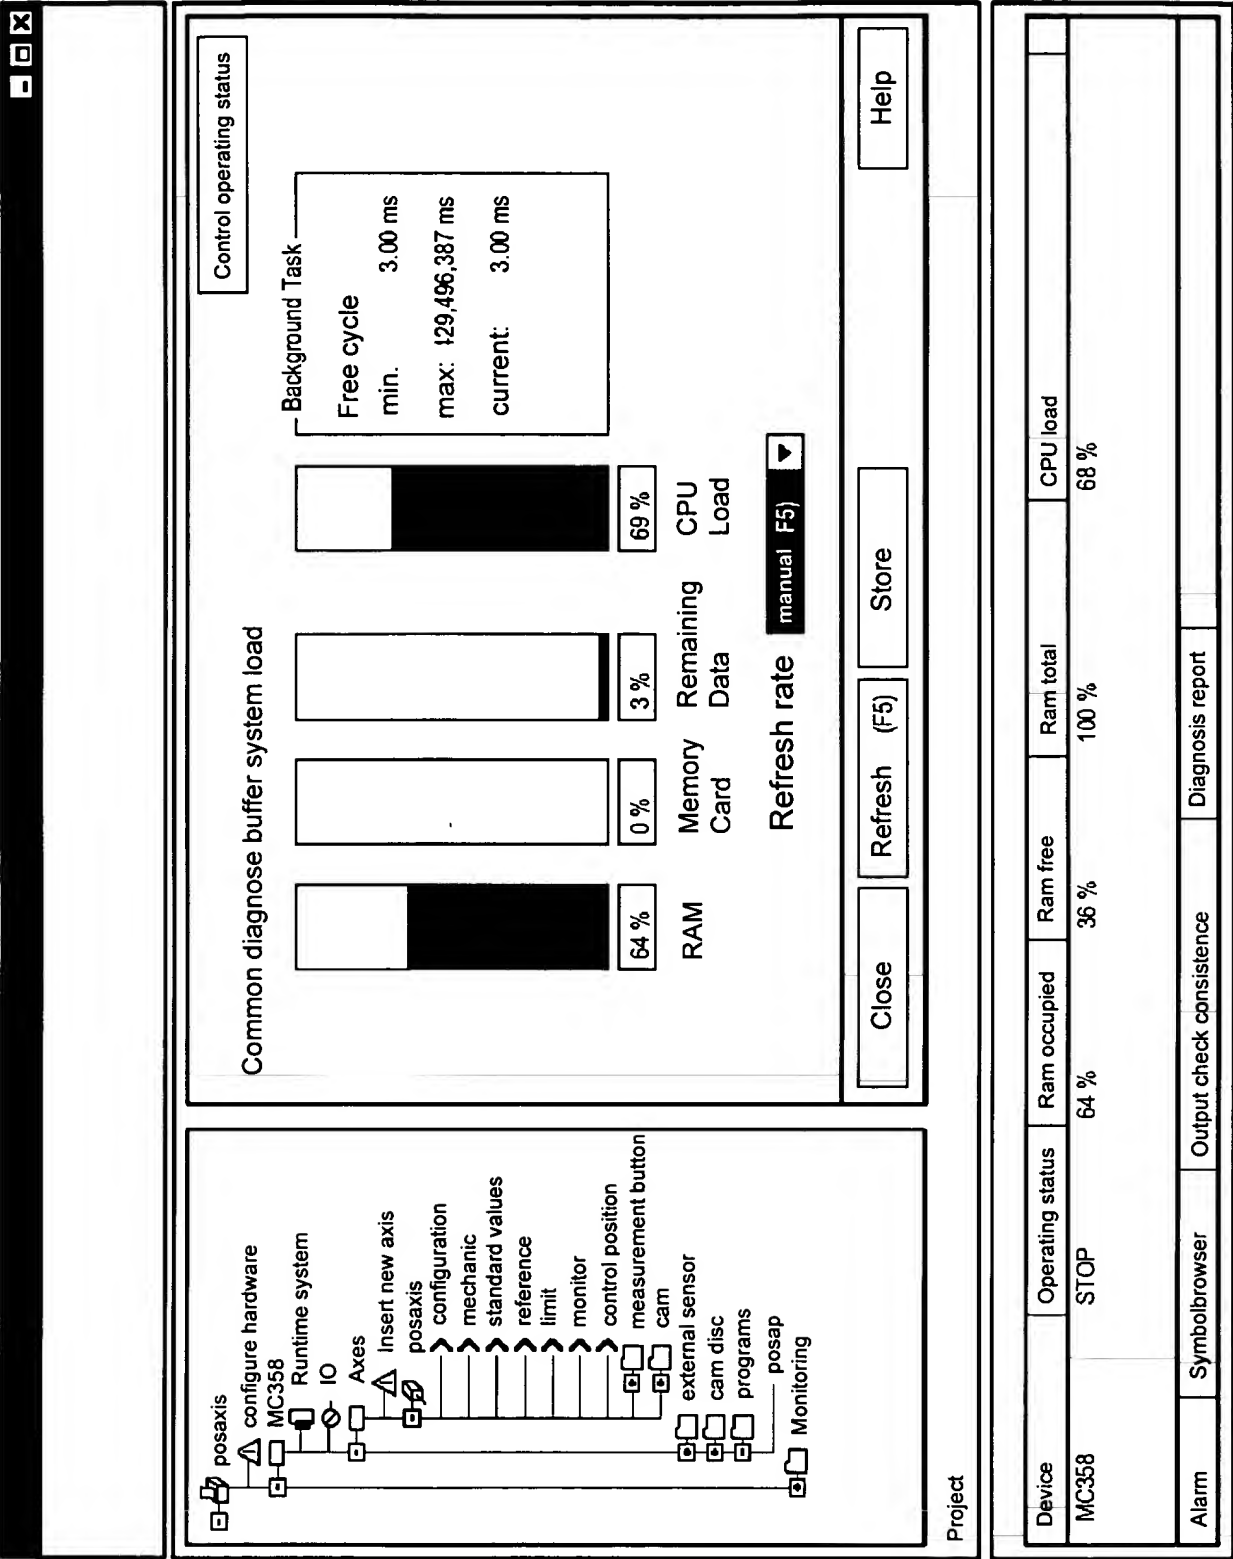 posaxis
configure hardware
MC358
Runtime system
IO
Axes
Insert new axis
posaxis
configuration
mechanic
standard values
reference
limit
monitor
control position
measurement button
cam
external sensor
cam disc
programs
posap
Monitoring
Project
Control operating status
Common diagnose buffer system load
64 %
RAM
0 %
Memory
Card
3 %
Remaining
Data
69 %
CPU
Load
Background Task
Free cycle
min. 3.00 ms
max: 429,496,387 ms
current: 3.00 ms
Refresh rate manual F5)
Close Refresh (F5) Store Help
Device Operating status Ram occupied Ram free Ram total CPU load
MC358 STOP 64 % 36 % 100 % 68 %
Alarm Symbolbrowser Output check consistence Diagnosis report